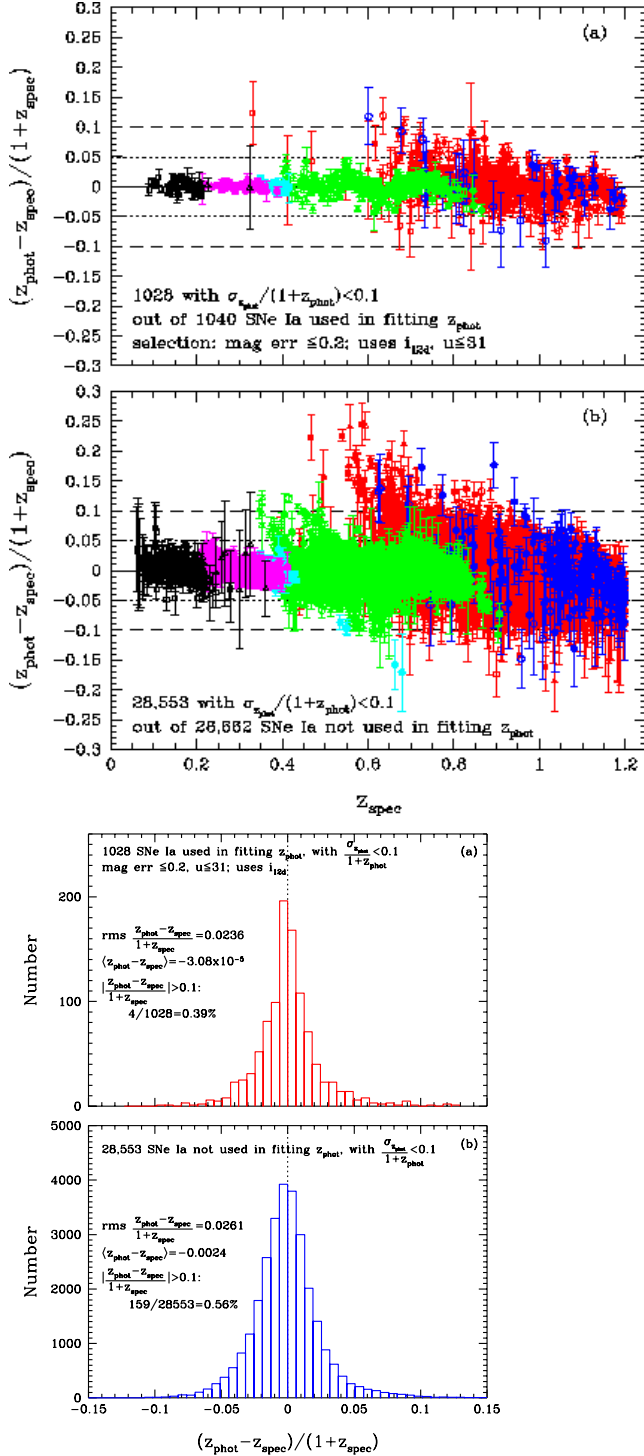 0.3
0.25
0.2
0.15
0.1
0.05
0
-0.05
-0.1
-0.15
-0.2
-0.25
-0.3
(z_phot−z_spec)/(1+z_spec)
(a)
1028 with σ_z_phot/(1+z_phot)<0.1
out of 1040 SNe Ia used in fitting z_phot
selection: mag err ≤0.2; uses i_12d, u≤31
0.3
0.25
0.2
0.15
0.1
0.05
0
-0.05
-0.1
-0.15
-0.2
-0.25
-0.3
(z_phot−z_spec)/(1+z_spec)
(b)
28,553 with σ_z_phot/(1+z_phot)<0.1
out of 28,662 SNe Ia not used in fitting z_phot
0 0.2 0.4 0.6 0.8 1 1.2
z_spec
1028 SNe Ia used in fitting z_phot, with σ_z_phot/1+z_phot<0.1 (a)
mag err ≤0.2, u≤31; uses i_12d
200
100
0
Number
rms z_phot−z_spec/1+z_spec=0.0236
⟨z_phot−z_spec⟩=−3.08x10⁻⁵
|z_phot−z_spec/1+z_spec|>0.1:
4/1028=0.39%
5000
4000
3000
2000
1000
0
Number
28,553 SNe Ia not used in fitting z_phot, with σ_z_phot/1+z_phot<0.1 (b)
rms z_phot−z_spec/1+z_spec=0.0261
⟨z_phot−z_spec⟩=−0.0024
|z_phot−z_spec/1+z_spec|>0.1:
159/28553=0.56%
-0.15 -0.1 -0.05 0 0.05 0.1 0.15
(z_phot−z_spec)/(1+z_spec)